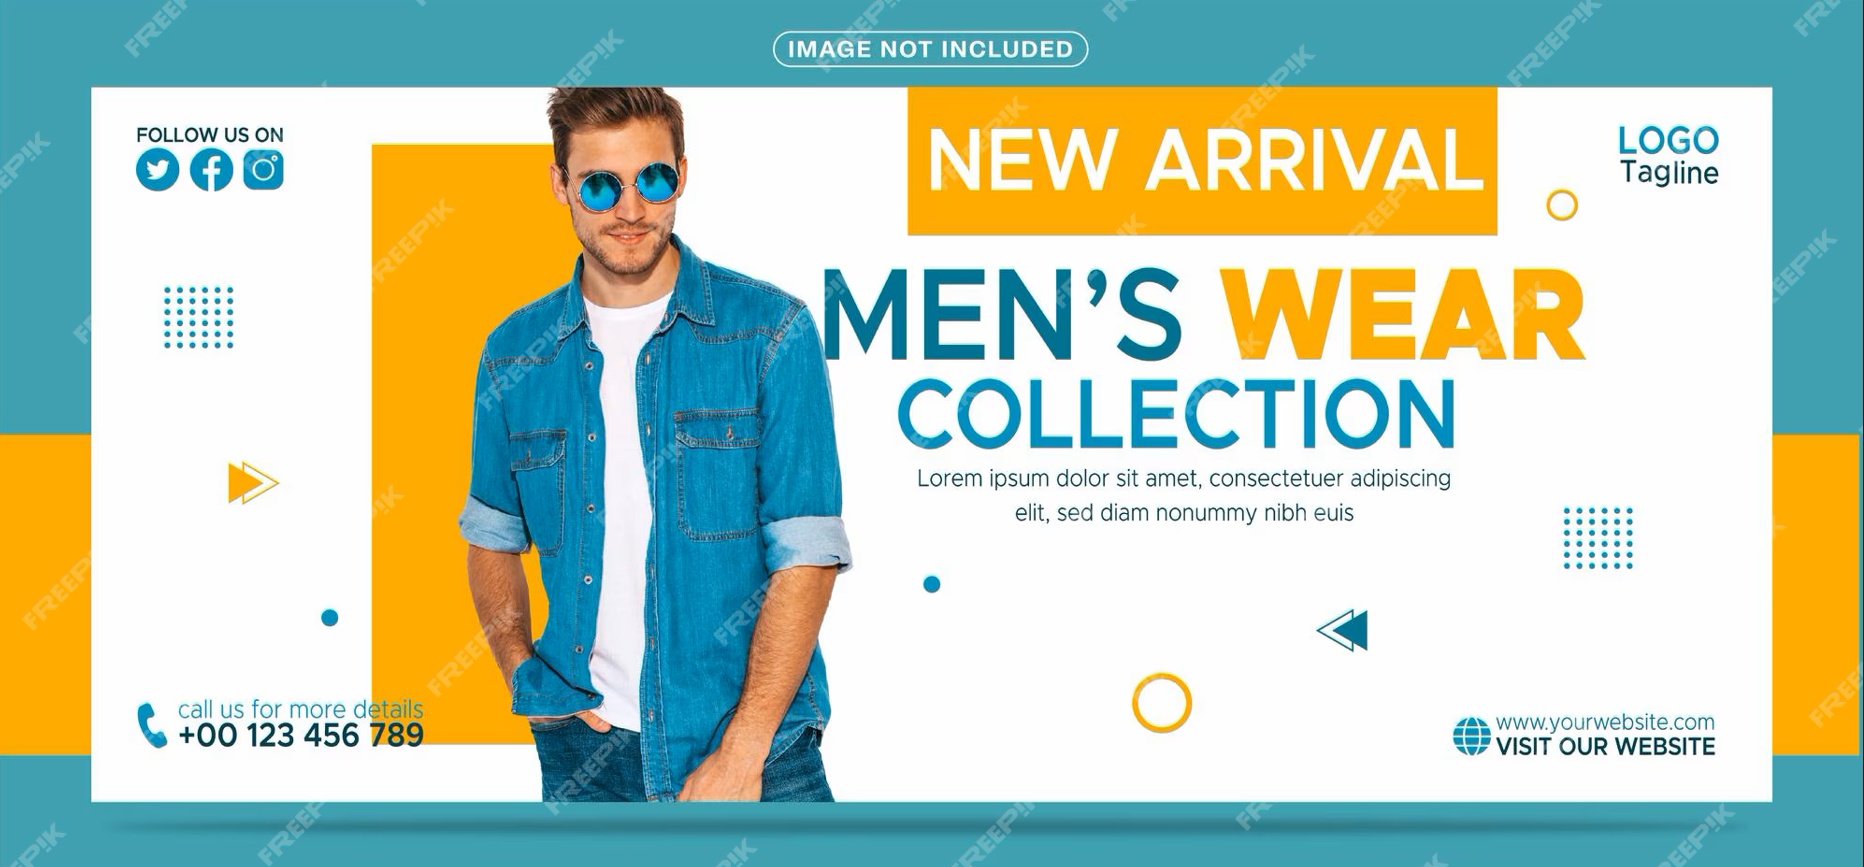 IMAGE NOT INCLUDED
FOLLOW US ON
NEW ARRIVAL
LOGO
Tagline
MEN'S WEAR
COLLECTION
Lorem ipsum dolor sit amet, consectetuer adipiscing
elit, sed diam nonummy nibh euis
call us for more details
+00 123 456 789
www.yourwebsite.com
VISIT OUR WEBSITE
FREEPIK